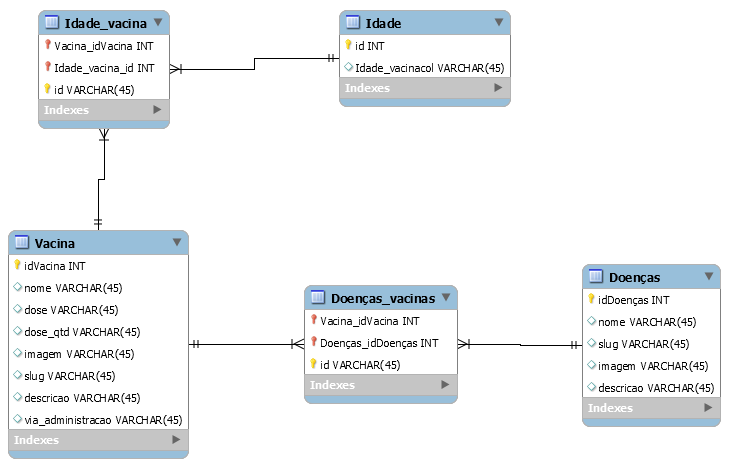 Idade_vacina
Vacina_idVacina INT
Idade_vacina_id INT
id VARCHAR(45)
Indexes
Idade
id INT
Idade_vacinacol VARCHAR(45)
Indexes
Vacina
idVacina INT
nome VARCHAR(45)
dose VARCHAR(45)
dose_qtd VARCHAR(45)
imagem VARCHAR(45)
slug VARCHAR(45)
descricao VARCHAR(45)
via_administracao VARCHAR(45)
Indexes
Doenças_vacinas
Vacina_idVacina INT
Doenças_idDoenças INT
id VARCHAR(45)
Indexes
Doenças
idDoenças INT
nome VARCHAR(45)
slug VARCHAR(45)
imagem VARCHAR(45)
descricao VARCHAR(45)
Indexes